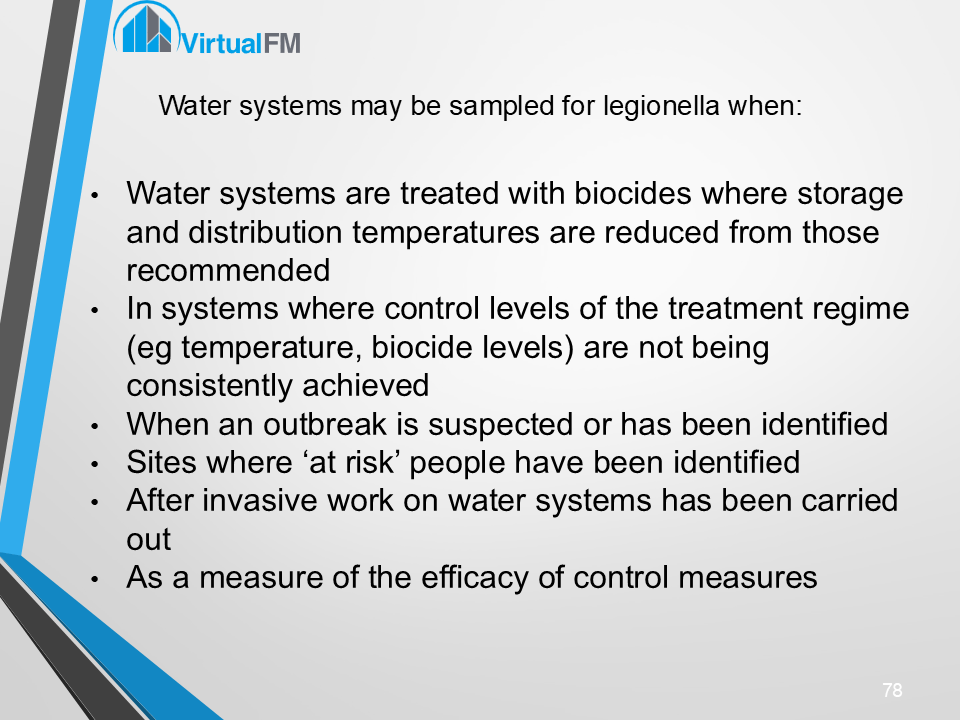 VirtualFM
Water systems may be sampled for legionella when:
• Water systems are treated with biocides where storage
and distribution temperatures are reduced from those
recommended
• In systems where control levels of the treatment regime
(eg temperature, biocide levels) are not being
consistently achieved
• When an outbreak is suspected or has been identified
• Sites where ‘at risk’ people have been identified
• After invasive work on water systems has been carried
out
• As a measure of the efficacy of control measures
78